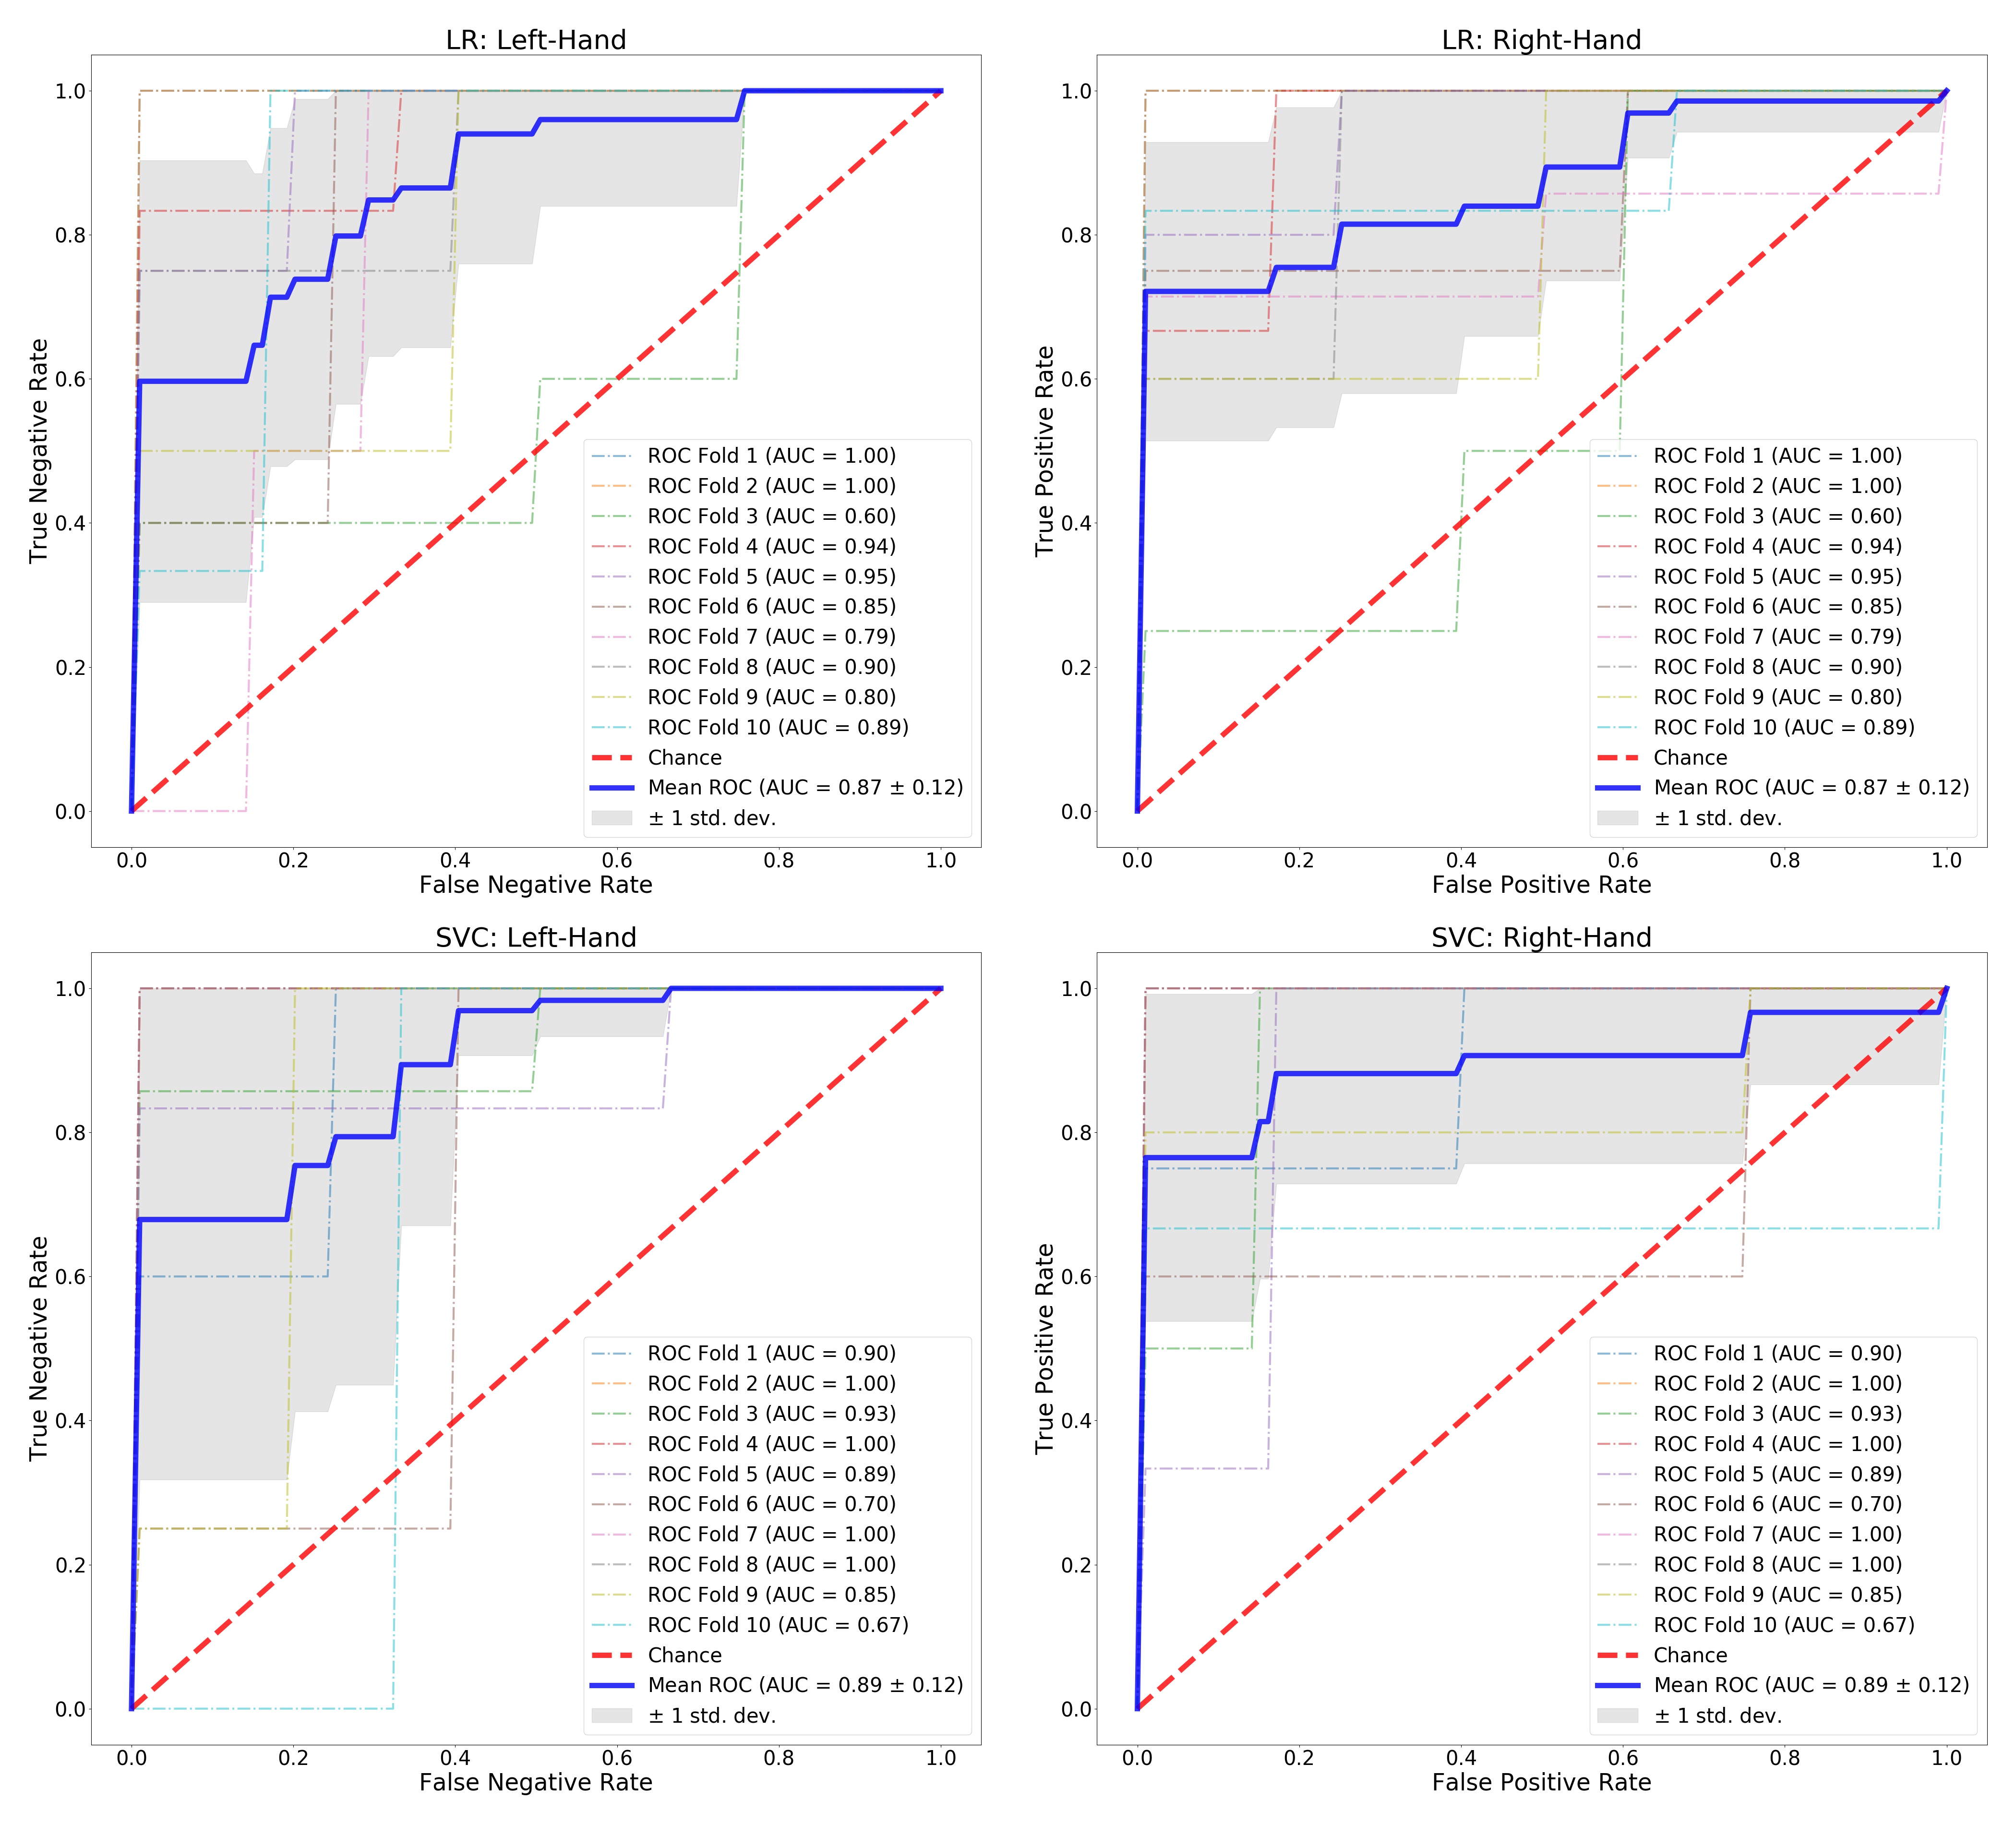 LR: Left-Hand
True Negative Rate
1.0
0.8
0.6
0.4
0.2
0.0
ROC Fold 1 (AUC = 1.00)
ROC Fold 2 (AUC = 1.00)
ROC Fold 3 (AUC = 0.60)
ROC Fold 4 (AUC = 0.94)
ROC Fold 5 (AUC = 0.95)
ROC Fold 6 (AUC = 0.85)
ROC Fold 7 (AUC = 0.79)
ROC Fold 8 (AUC = 0.90)
ROC Fold 9 (AUC = 0.80)
ROC Fold 10 (AUC = 0.89)
Chance
Mean ROC (AUC = 0.87 ± 0.12)
± 1 std. dev.
0.0 0.2 0.4 0.6 0.8 1.0
False Negative Rate
LR: Right-Hand
True Positive Rate
1.0
0.8
0.6
0.4
0.2
0.0
ROC Fold 1 (AUC = 1.00)
ROC Fold 2 (AUC = 1.00)
ROC Fold 3 (AUC = 0.60)
ROC Fold 4 (AUC = 0.94)
ROC Fold 5 (AUC = 0.95)
ROC Fold 6 (AUC = 0.85)
ROC Fold 7 (AUC = 0.79)
ROC Fold 8 (AUC = 0.90)
ROC Fold 9 (AUC = 0.80)
ROC Fold 10 (AUC = 0.89)
Chance
Mean ROC (AUC = 0.87 ± 0.12)
± 1 std. dev.
0.0 0.2 0.4 0.6 0.8 1.0
False Positive Rate
SVC: Left-Hand
True Negative Rate
1.0
0.8
0.6
0.4
0.2
0.0
ROC Fold 1 (AUC = 0.90)
ROC Fold 2 (AUC = 1.00)
ROC Fold 3 (AUC = 0.93)
ROC Fold 4 (AUC = 1.00)
ROC Fold 5 (AUC = 0.89)
ROC Fold 6 (AUC = 0.70)
ROC Fold 7 (AUC = 1.00)
ROC Fold 8 (AUC = 1.00)
ROC Fold 9 (AUC = 0.85)
ROC Fold 10 (AUC = 0.67)
Chance
Mean ROC (AUC = 0.89 ± 0.12)
± 1 std. dev.
0.0 0.2 0.4 0.6 0.8 1.0
False Negative Rate
SVC: Right-Hand
True Positive Rate
1.0
0.8
0.6
0.4
0.2
0.0
ROC Fold 1 (AUC = 0.90)
ROC Fold 2 (AUC = 1.00)
ROC Fold 3 (AUC = 0.93)
ROC Fold 4 (AUC = 1.00)
ROC Fold 5 (AUC = 0.89)
ROC Fold 6 (AUC = 0.70)
ROC Fold 7 (AUC = 1.00)
ROC Fold 8 (AUC = 1.00)
ROC Fold 9 (AUC = 0.85)
ROC Fold 10 (AUC = 0.67)
Chance
Mean ROC (AUC = 0.89 ± 0.12)
± 1 std. dev.
0.0 0.2 0.4 0.6 0.8 1.0
False Positive Rate